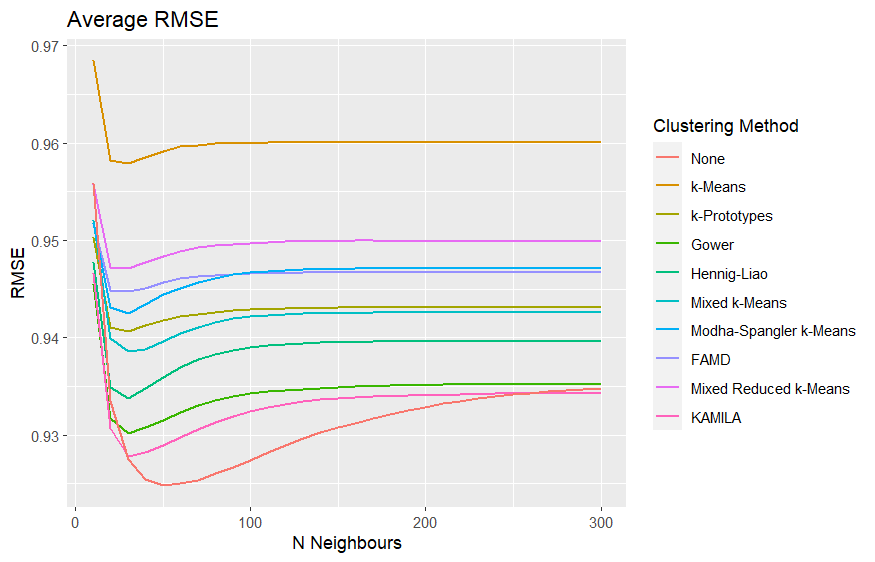 Average RMSE
0.97
0.96
0.95
0.94
0.93
RMSE
0
100
200
300
N Neighbours
Clustering Method
None
k-Means
k-Prototypes
Gower
Hennig-Liao
Mixed k-Means
Modha-Spangler k-Means
FAMD
Mixed Reduced k-Means
KAMILA